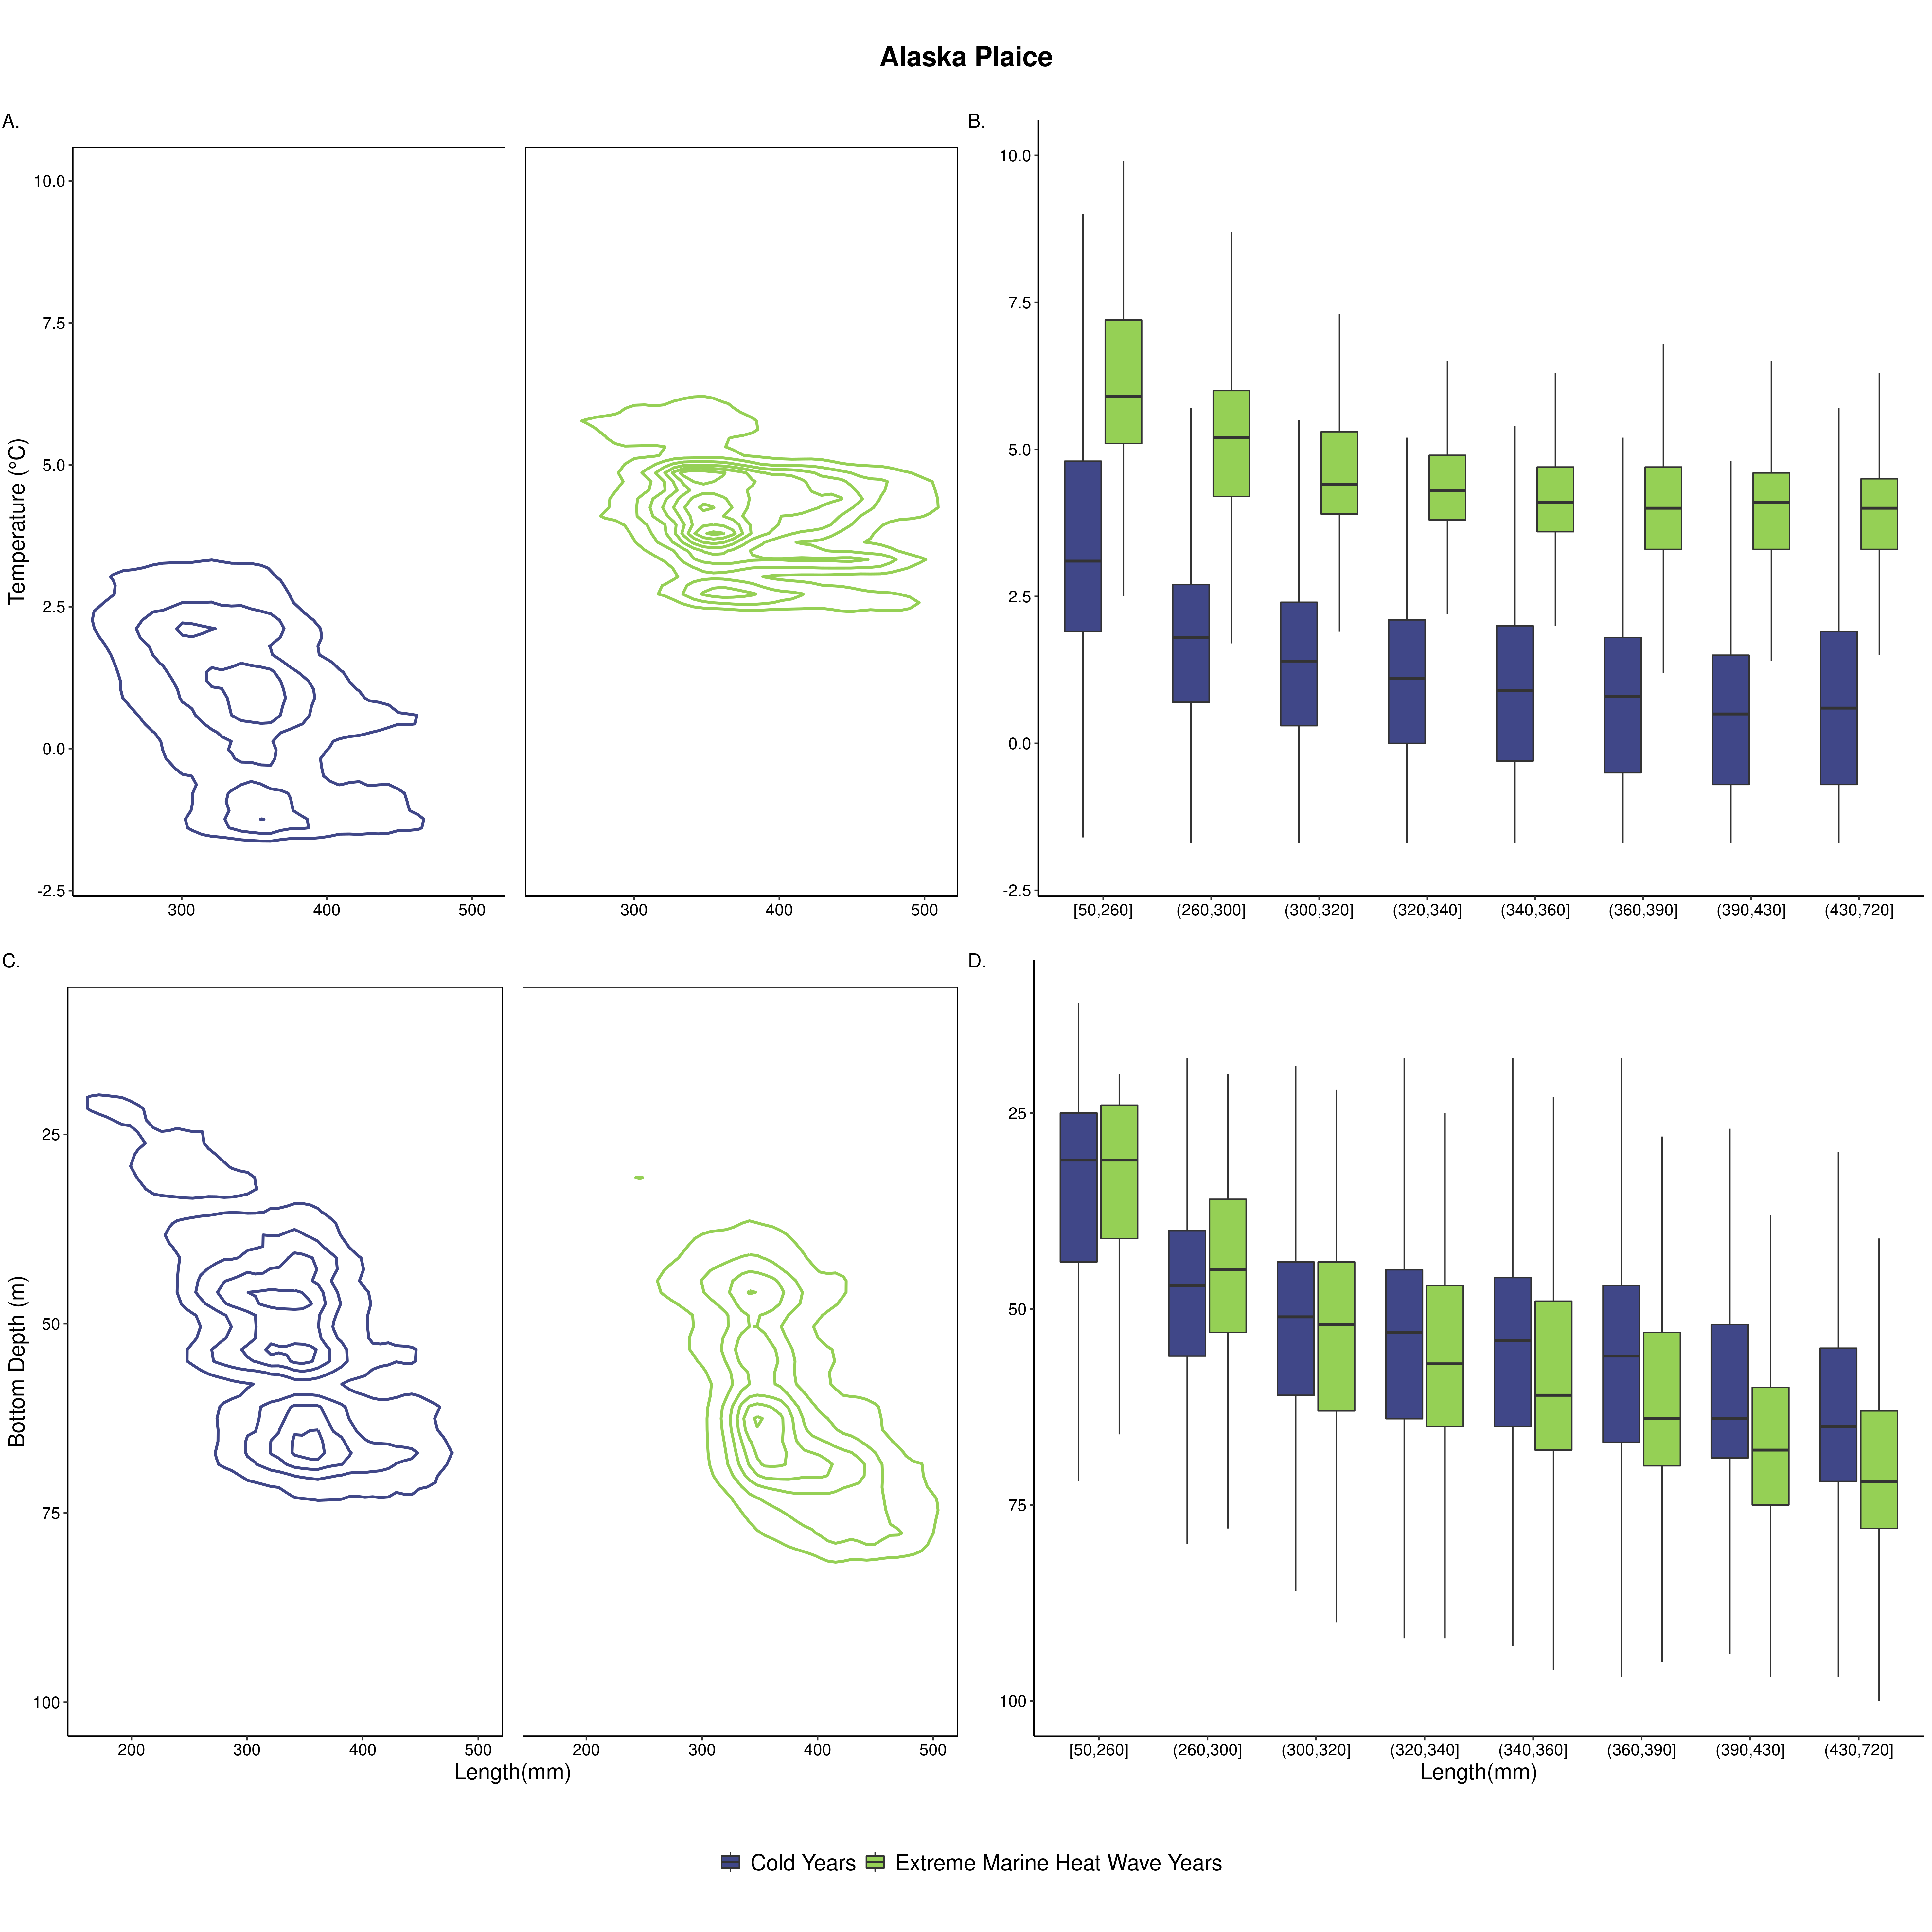 Alaska Plaice
A.
Temperature (°C)
10.0
7.5
5.0
2.5
0.0
-2.5
300 400 500
300 400 500
B.
10.0
7.5
5.0
2.5
0.0
-2.5
[50,260] (260,300] (300,320] (320,340] (340,360] (360,390] (390,430] (430,720]
C.
Bottom Depth (m)
25
50
75
100
200 300 400 500
200 300 400 500
Length(mm)
D.
25
50
75
100
[50,260] (260,300] (300,320] (320,340] (340,360] (360,390] (390,430] (430,720]
Length(mm)
Cold Years Extreme Marine Heat Wave Years